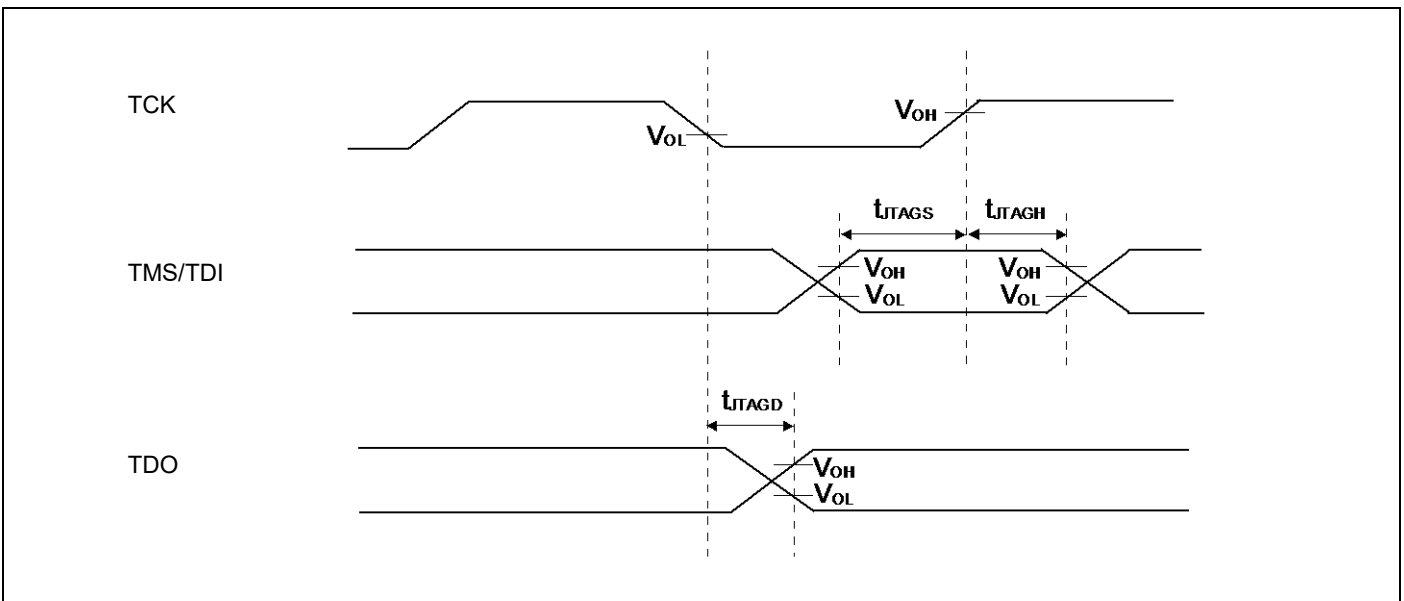 TCK
VOH
VOL
tJTAGS tJTAGH
TMS/TDI
VOH VOH
VOL VOL
tJTAGD
TDO
VOH
VOL